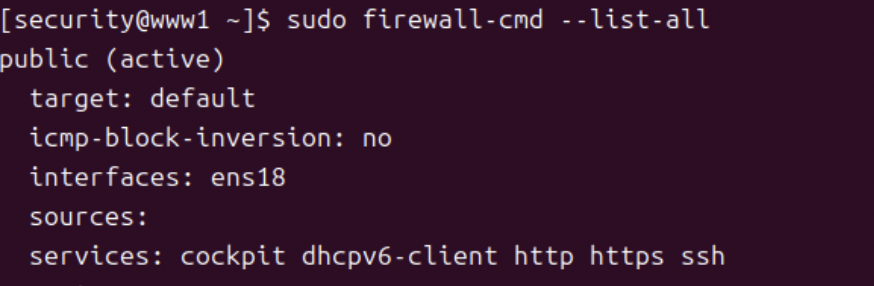 [security@www1 ~]$ sudo firewall-cmd --list-all
public (active)
  target: default
  icmp-block-inversion: no
  interfaces: ens18
  sources:
  services: cockpit dhcpv6-client http https ssh